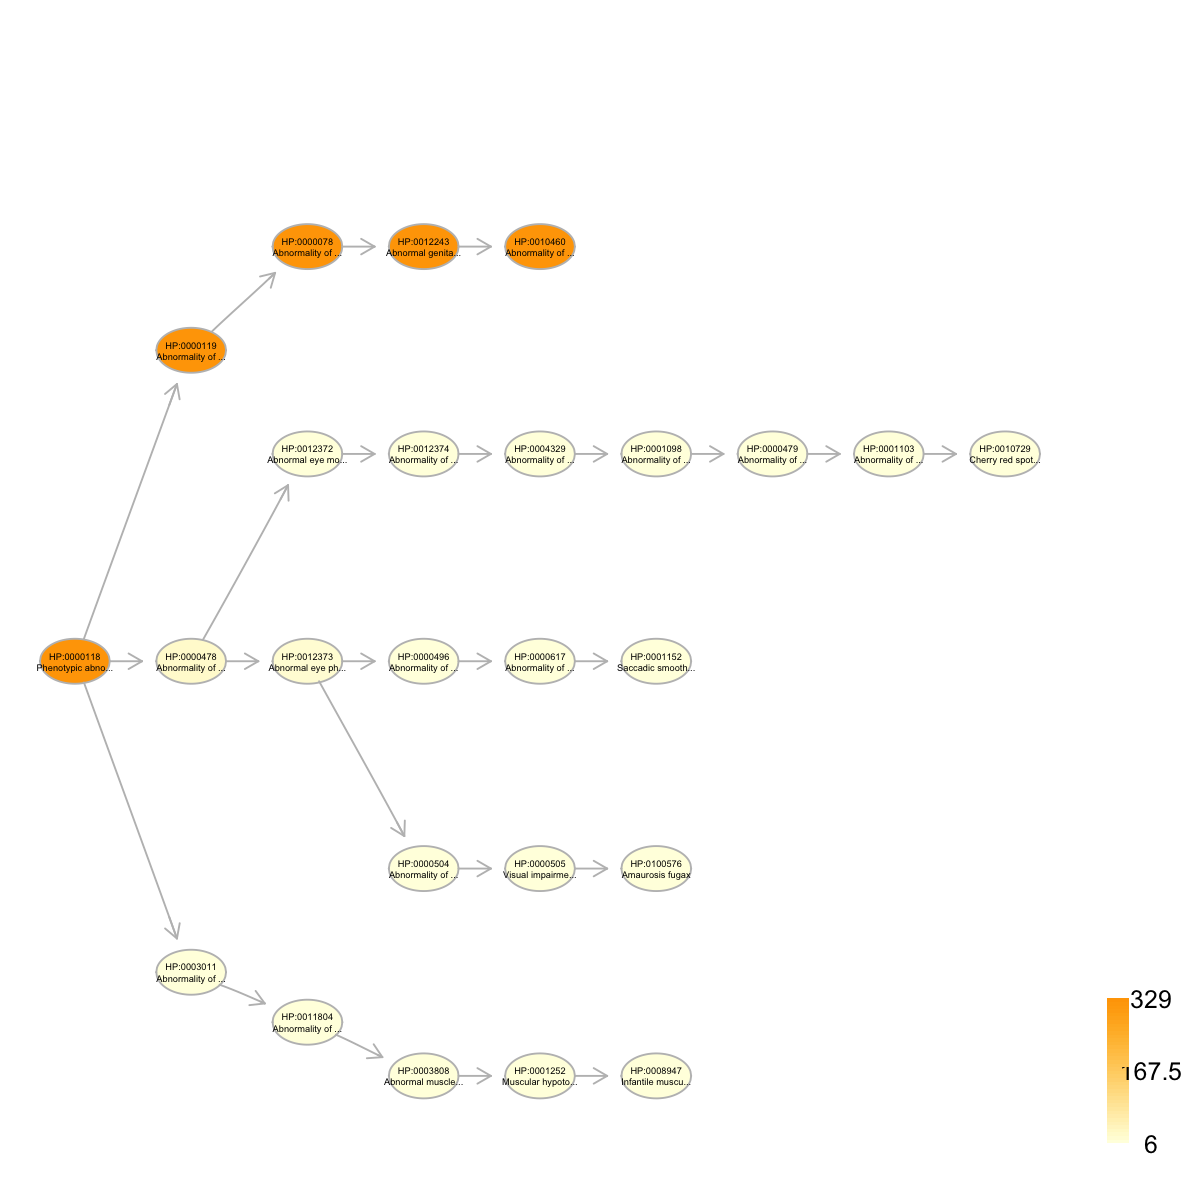 HP:0000078
Abnormality of ...
HP:0012243
Abnormal genita...
HP:0010460
Abnormality of ...
HP:0000119
Abnormality of ...
HP:0012372
Abnormal eye mo...
HP:0012374
Abnormality of ...
HP:0004329
Abnormality of ...
HP:0001098
Abnormality of ...
HP:0000479
Abnormality of ...
HP:0001103
Abnormality of ...
HP:0010729
Cherry red spot...
HP:0000118
Phenotypic abno...
HP:0000478
Abnormality of ...
HP:0012373
Abnormal eye ph...
HP:0000496
Abnormality of ...
HP:0000617
Abnormality of ...
HP:0001152
Saccadic smooth...
HP:0000504
Abnormality of ...
HP:0000505
Visual impairme...
HP:0100576
Amaurosis fugax
HP:0003011
Abnormality of ...
HP:0011804
Abnormality of ...
HP:0003808
Abnormal muscle...
HP:0001252
Muscular hypoto...
HP:0008947
Infantile muscu...
329
167.5
6